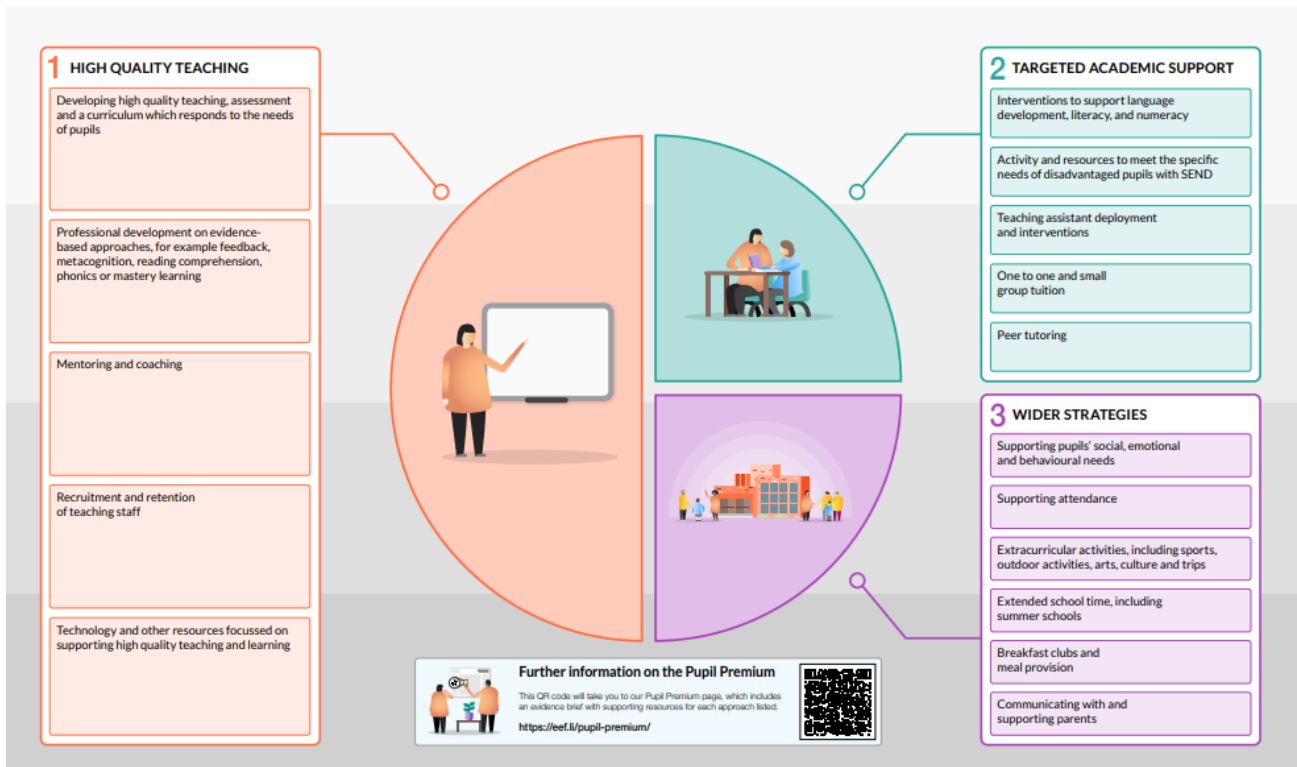 1 HIGH QUALITY TEACHING
Developing high quality teaching, assessment
and a curriculum which responds to the needs
of pupils
Professional development on evidence-
based approaches, for example feedback,
metacognition, reading comprehension,
phonics or mastery learning
Mentoring and coaching
Recruitment and retention
of teaching staff
Technology and other resources focussed on
supporting high quality teaching and learning
2 TARGETED ACADEMIC SUPPORT
Interventions to support language
development, literacy, and numeracy
Activity and resources to meet the specific
needs of disadvantaged pupils with SEND
Teaching assistant deployment
and interventions
One to one and small
group tuition
Peer tutoring
3 WIDER STRATEGIES
Supporting pupils' social, emotional
and behavioural needs
Supporting attendance
Extracurricular activities, including sports,
outdoor activities, arts, culture and trips
Extended school time, including
summer schools
Breakfast clubs and
meal provision
Communicating with and
supporting parents
Further information on the Pupil Premium
This QR code will take you to our Pupil Premium page, which includes
an evidence brief with supporting resources for each approach listed.
https://eef.li/pupil-premium/